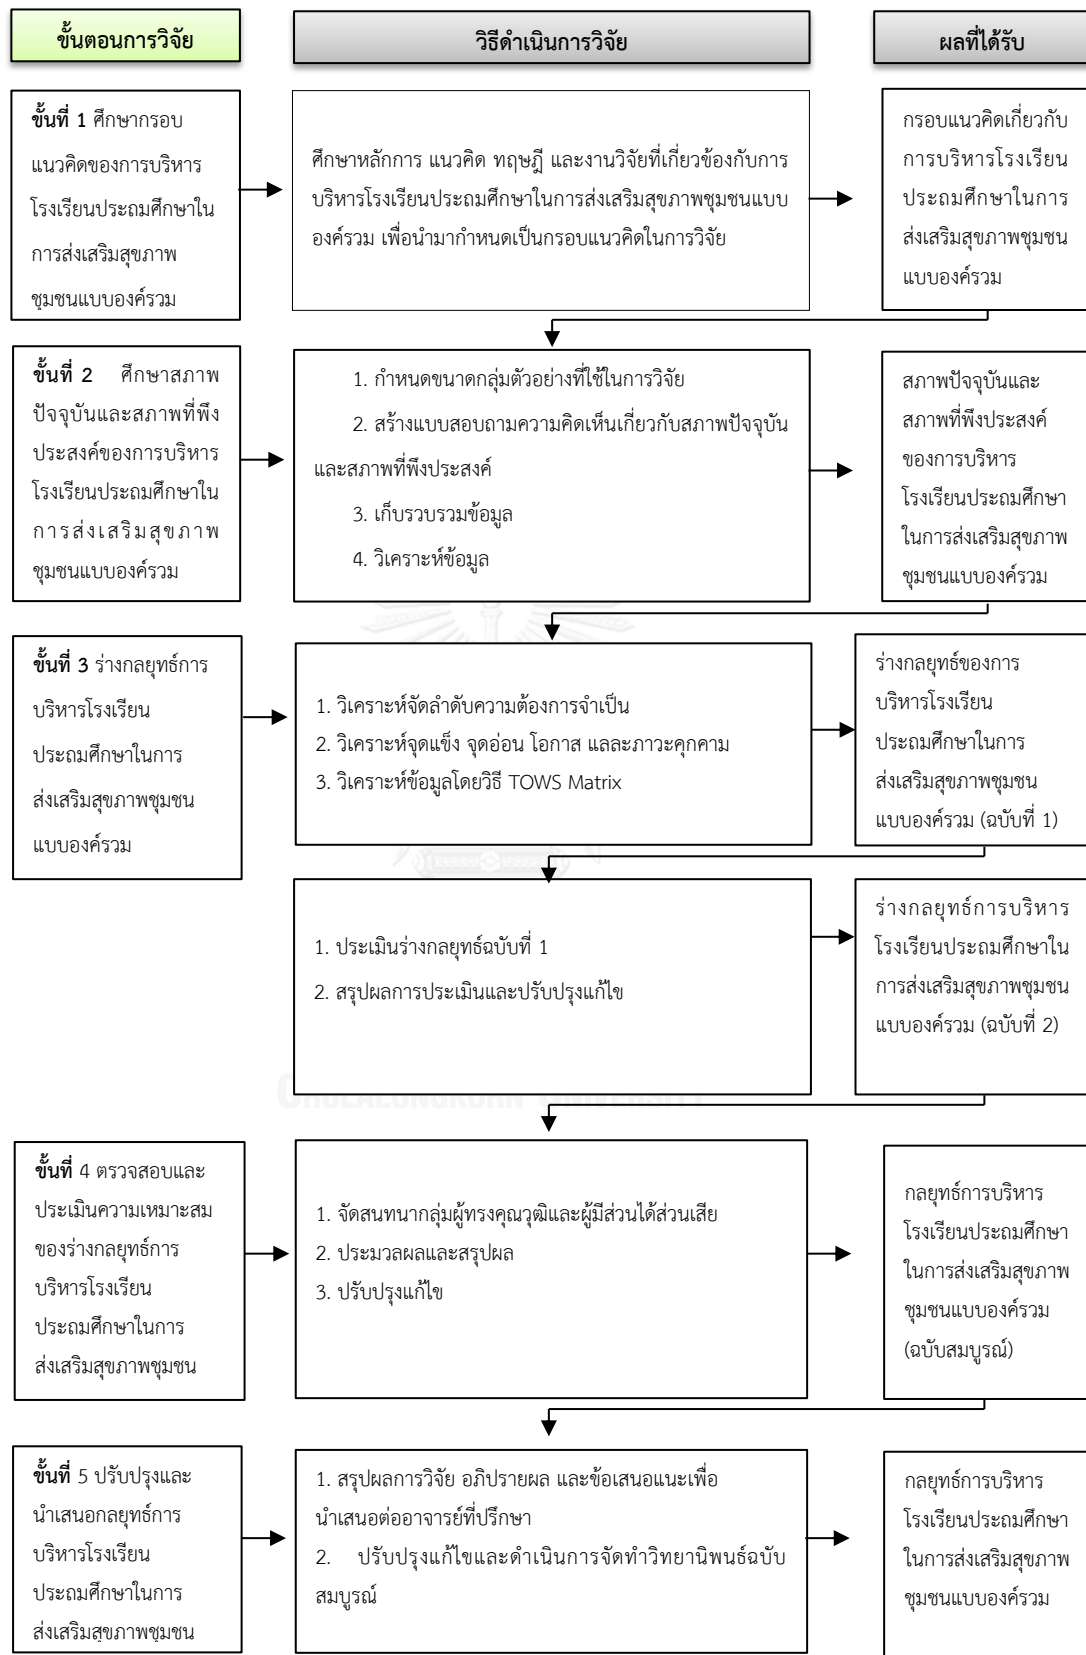 ขั้นตอนการวิจัย
วิธีดำเนินการวิจัย
ผลที่ได้รับ
ขั้นที่ 1 ศึกษากรอบ
แนวคิดของการบริหาร
โรงเรียนประถมศึกษาใน
การส่งเสริมสุขภาพ
ชุมชนแบบองค์รวม
ศึกษาหลักการ แนวคิด ทฤษฎี และงานวิจัยที่เกี่ยวข้องกับการ
บริหารโรงเรียนประถมศึกษาในการส่งเสริมสุขภาพชุมชนแบบ
องค์รวม เพื่อนำมากำหนดเป็นกรอบแนวคิดในการวิจัย
กรอบแนวคิดเกี่ยวกับ
การบริหารโรงเรียน
ประถมศึกษาในการ
ส่งเสริมสุขภาพชุมชน
แบบองค์รวม
ขั้นที่ 2 ศึกษาสภาพ
ปัจจุบันและสภาพที่พึง
ประสงค์ของการบริหาร
โรงเรียนประถมศึกษาใน
การส่งเสริมสุขภาพ
ชุมชนแบบองค์รวม
1. กำหนดขนาดกลุ่มตัวอย่างที่ใช้ในการวิจัย
2. สร้างแบบสอบถามความคิดเห็นเกี่ยวกับสภาพปัจจุบัน
และสภาพที่พึงประสงค์
3. เก็บรวบรวมข้อมูล
4. วิเคราะห์ข้อมูล
สภาพปัจจุบันและ
สภาพที่พึงประสงค์
ของการบริหาร
โรงเรียนประถมศึกษา
ในการส่งเสริมสุขภาพ
ชุมชนแบบองค์รวม
ขั้นที่ 3 ร่างกลยุทธ์การ
บริหารโรงเรียน
ประถมศึกษาในการ
ส่งเสริมสุขภาพชุมชน
แบบองค์รวม
1. วิเคราะห์จัดลำดับความต้องการจำเป็น
2. วิเคราะห์จุดแข็ง จุดอ่อน โอกาส แลละภาวะคุกคาม
3. วิเคราะห์ข้อมูลโดยวิธี TOWS Matrix
ร่างกลยุทธ์ของการ
บริหารโรงเรียน
ประถมศึกษาในการ
ส่งเสริมสุขภาพชุมชน
แบบองค์รวม (ฉบับที่ 1)
1. ประเมินร่างกลยุทธ์ฉบับที่ 1
2. สรุปผลการประเมินและปรับปรุงแก้ไข
ร่างกลยุทธ์การบริหาร
โรงเรียนประถมศึกษาใน
การส่งเสริมสุขภาพชุมชน
แบบองค์รวม (ฉบับที่ 2)
CHULALONGKORN UNIVERSITY
ขั้นที่ 4 ตรวจสอบและ
ประเมินความเหมาะสม
ของร่างกลยุทธ์การ
บริหารโรงเรียน
ประถมศึกษาในการ
ส่งเสริมสุขภาพชุมชน
1. จัดสนทนากลุ่มผู้ทรงคุณวุฒิและผู้มีส่วนได้ส่วนเสีย
2. ประมวลผลและสรุปผล
3. ปรับปรุงแก้ไข
กลยุทธ์การบริหาร
โรงเรียนประถมศึกษา
ในการส่งเสริมสุขภาพ
ชุมชนแบบองค์รวม
(ฉบับสมบูรณ์)
ขั้นที่ 5 ปรับปรุงและ
นำเสนอกลยุทธ์การ
บริหารโรงเรียน
ประถมศึกษาในการ
ส่งเสริมสุขภาพชุมชน
1. สรุปผลการวิจัย อภิปรายผล และข้อเสนอแนะเพื่อ
นำเสนอต่ออาจารย์ที่ปรึกษา
2. ปรับปรุงแก้ไขและดำเนินการจัดทำวิทยานิพนธ์ฉบับ
สมบูรณ์
กลยุทธ์การบริหาร
โรงเรียนประถมศึกษา
ในการส่งเสริมสุขภาพ
ชุมชนแบบองค์รวม